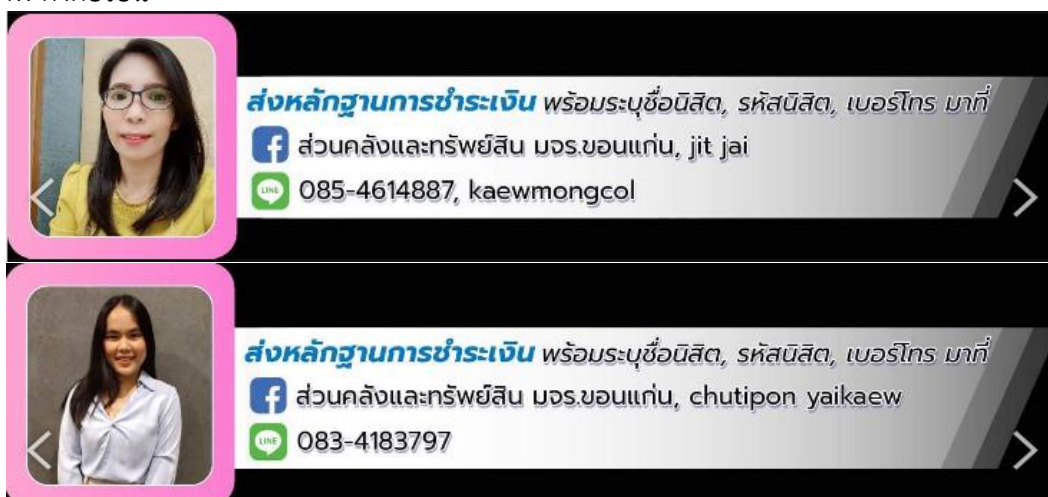 ส่งหลักฐานการชำระเงิน พร้อมระบุชื่อนิสิต, รหัสนิสิต, เบอร์โทร มาที่
ส่วนคลังและทรัพย์สิน มจร.ขอนแก่น, jit jai
LINE 085-4614887, kaewmongcol
ส่งหลักฐานการชำระเงิน พร้อมระบุชื่อนิสิต, รหัสนิสิต, เบอร์โทร มาที่
ส่วนคลังและทรัพย์สิน มจร.ขอนแก่น, chutipon yaikaew
LINE 083-4183797